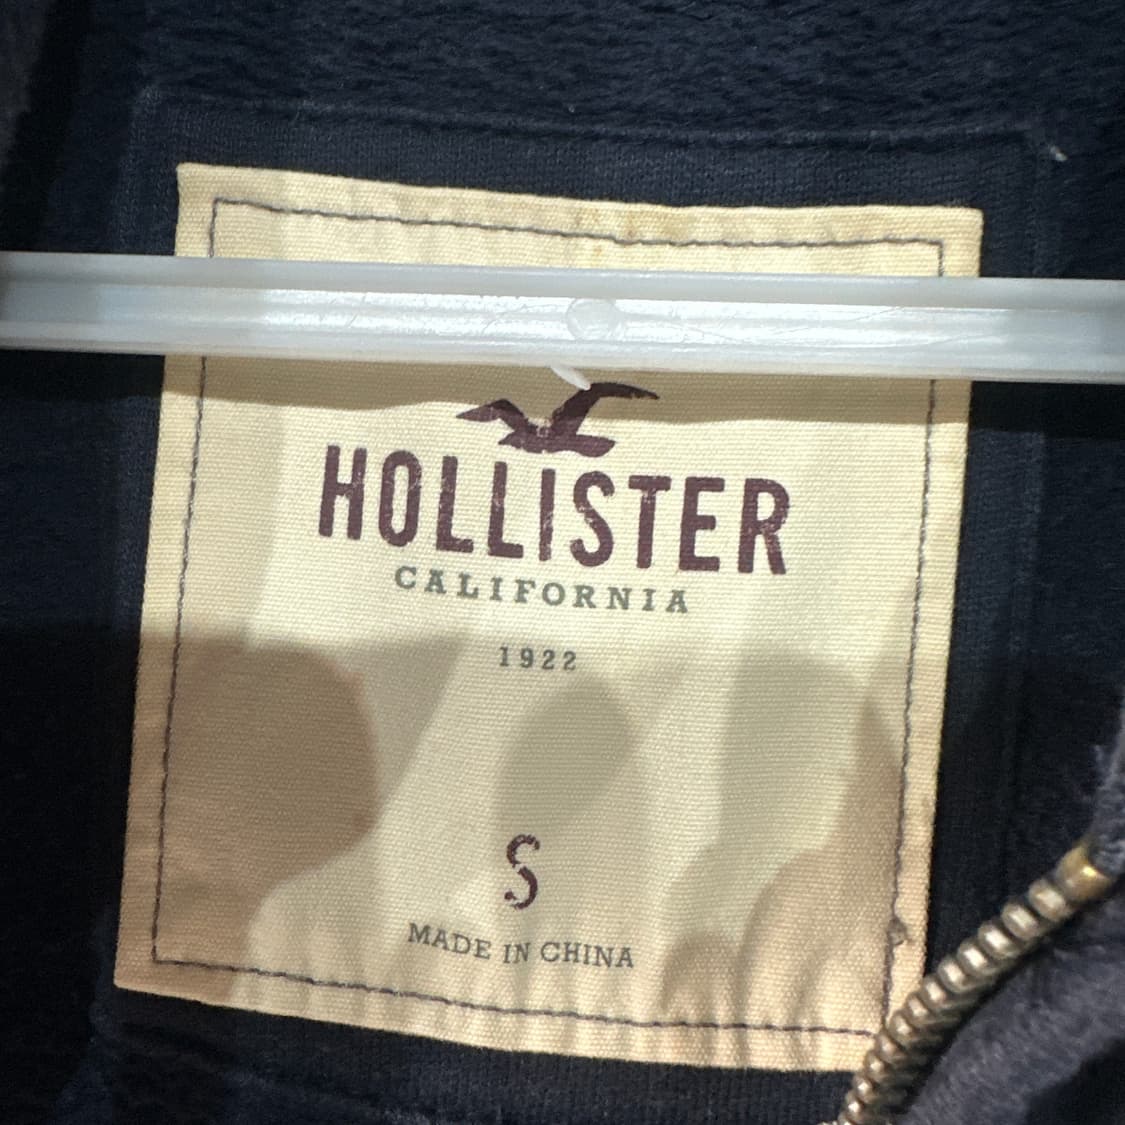 HOLLISTER
CALIFORNIA
1922
S
MADE IN CHINA